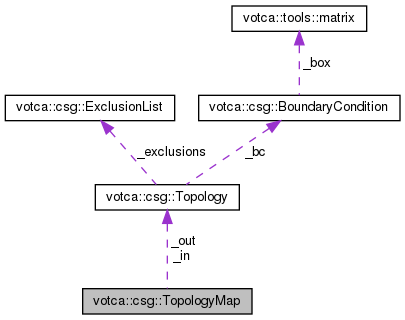 votca::tools::matrix
_box
votca::csg::ExclusionList
votca::csg::BoundaryCondition
_exclusions
_bc
votca::csg::Topology
_out
_in
votca::csg::TopologyMap